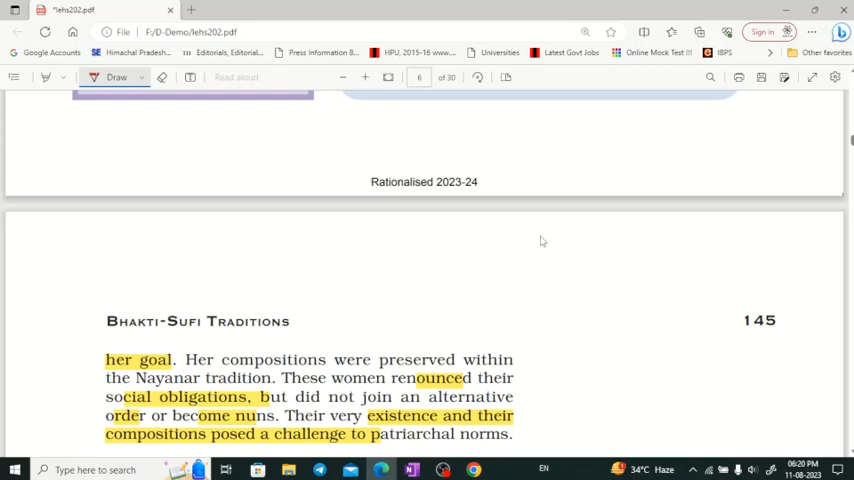 *lehs202.pdf
File F:/D-Demo/lehs202.pdf
Sign in
Google Accounts SE Himachal Pradesh... TH Editorials, Editorial... Press Information B... HPU, 2015-16 www.... Universities Latest Govt Jobs Online Mock Test !!! IBPS Other favorites
Draw Read aloud 6 of 30
Rationalised 2023-24
BHAKTI-SUFI TRADITIONS 145
her goal. Her compositions were preserved within
the Nayanar tradition. These women renounced their
social obligations, but did not join an alternative
order or become nuns. Their very existence and their
compositions posed a challenge to patriarchal norms.
Type here to search 34°C Haze EN 06:20 PM
11-08-2023